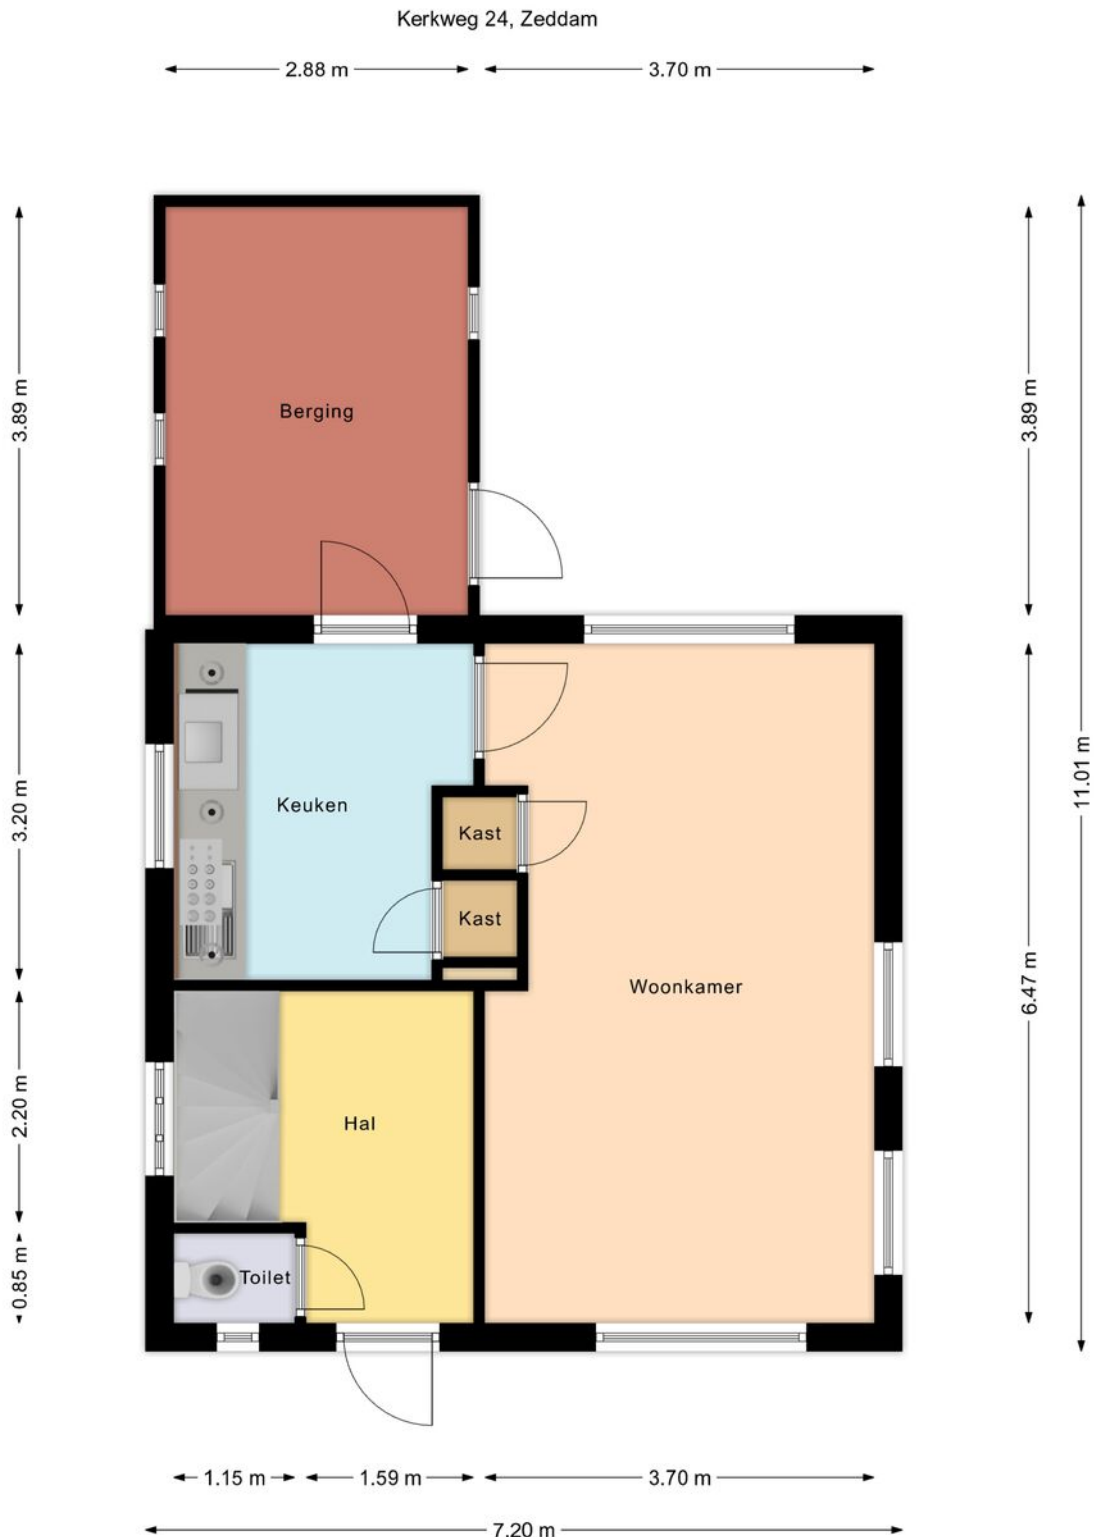 Kerkweg 24, Zeddam
2.88 m
3.70 m
3.89 m
3.89 m
Berging
11.01 m
3.20 m
Keuken
Kast
Kast
Woonkamer
6.47 m
2.20 m
Hal
0.85 m
Toilet
1.15 m
1.59 m
3.70 m
7.20 m